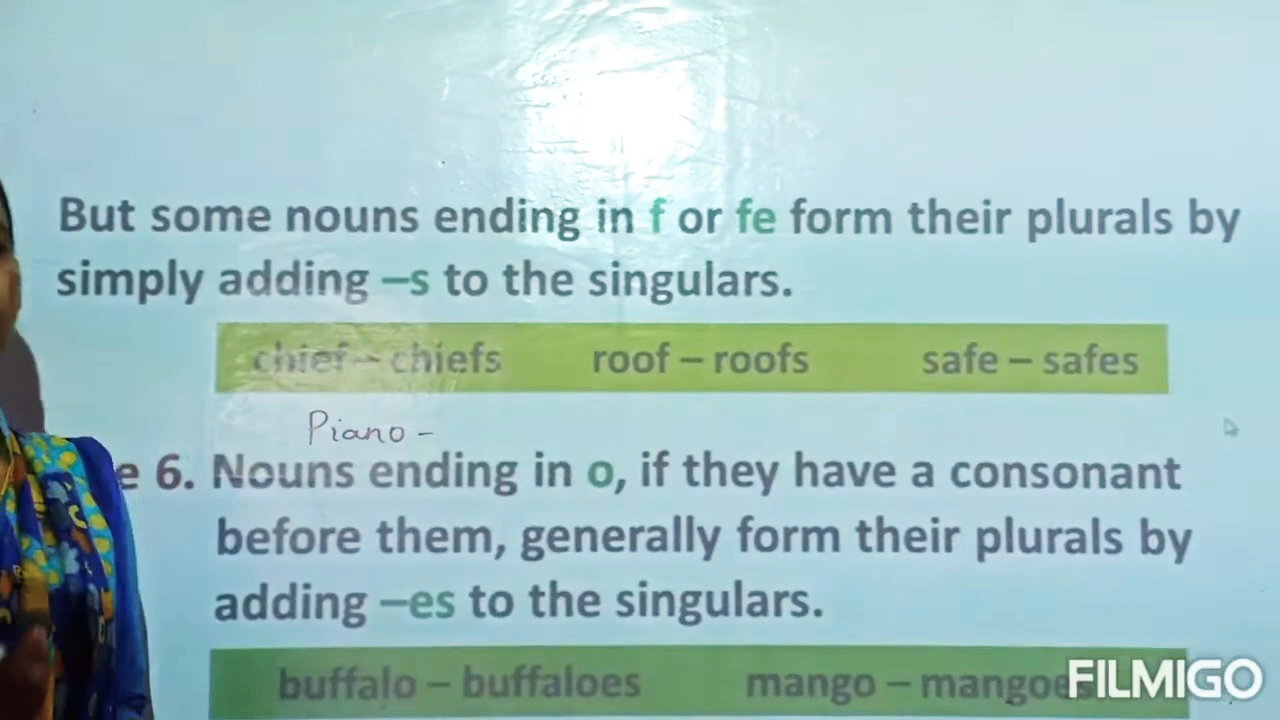 But some nouns ending in f or fe form their plurals by
simply adding –s to the singulars.
chief – chiefs roof – roofs safe – safes
Piano -
e 6. Nouns ending in o, if they have a consonant
before them, generally form their plurals by
adding –es to the singulars.
buffalo – buffaloes mango – mangoes
FILMIGO